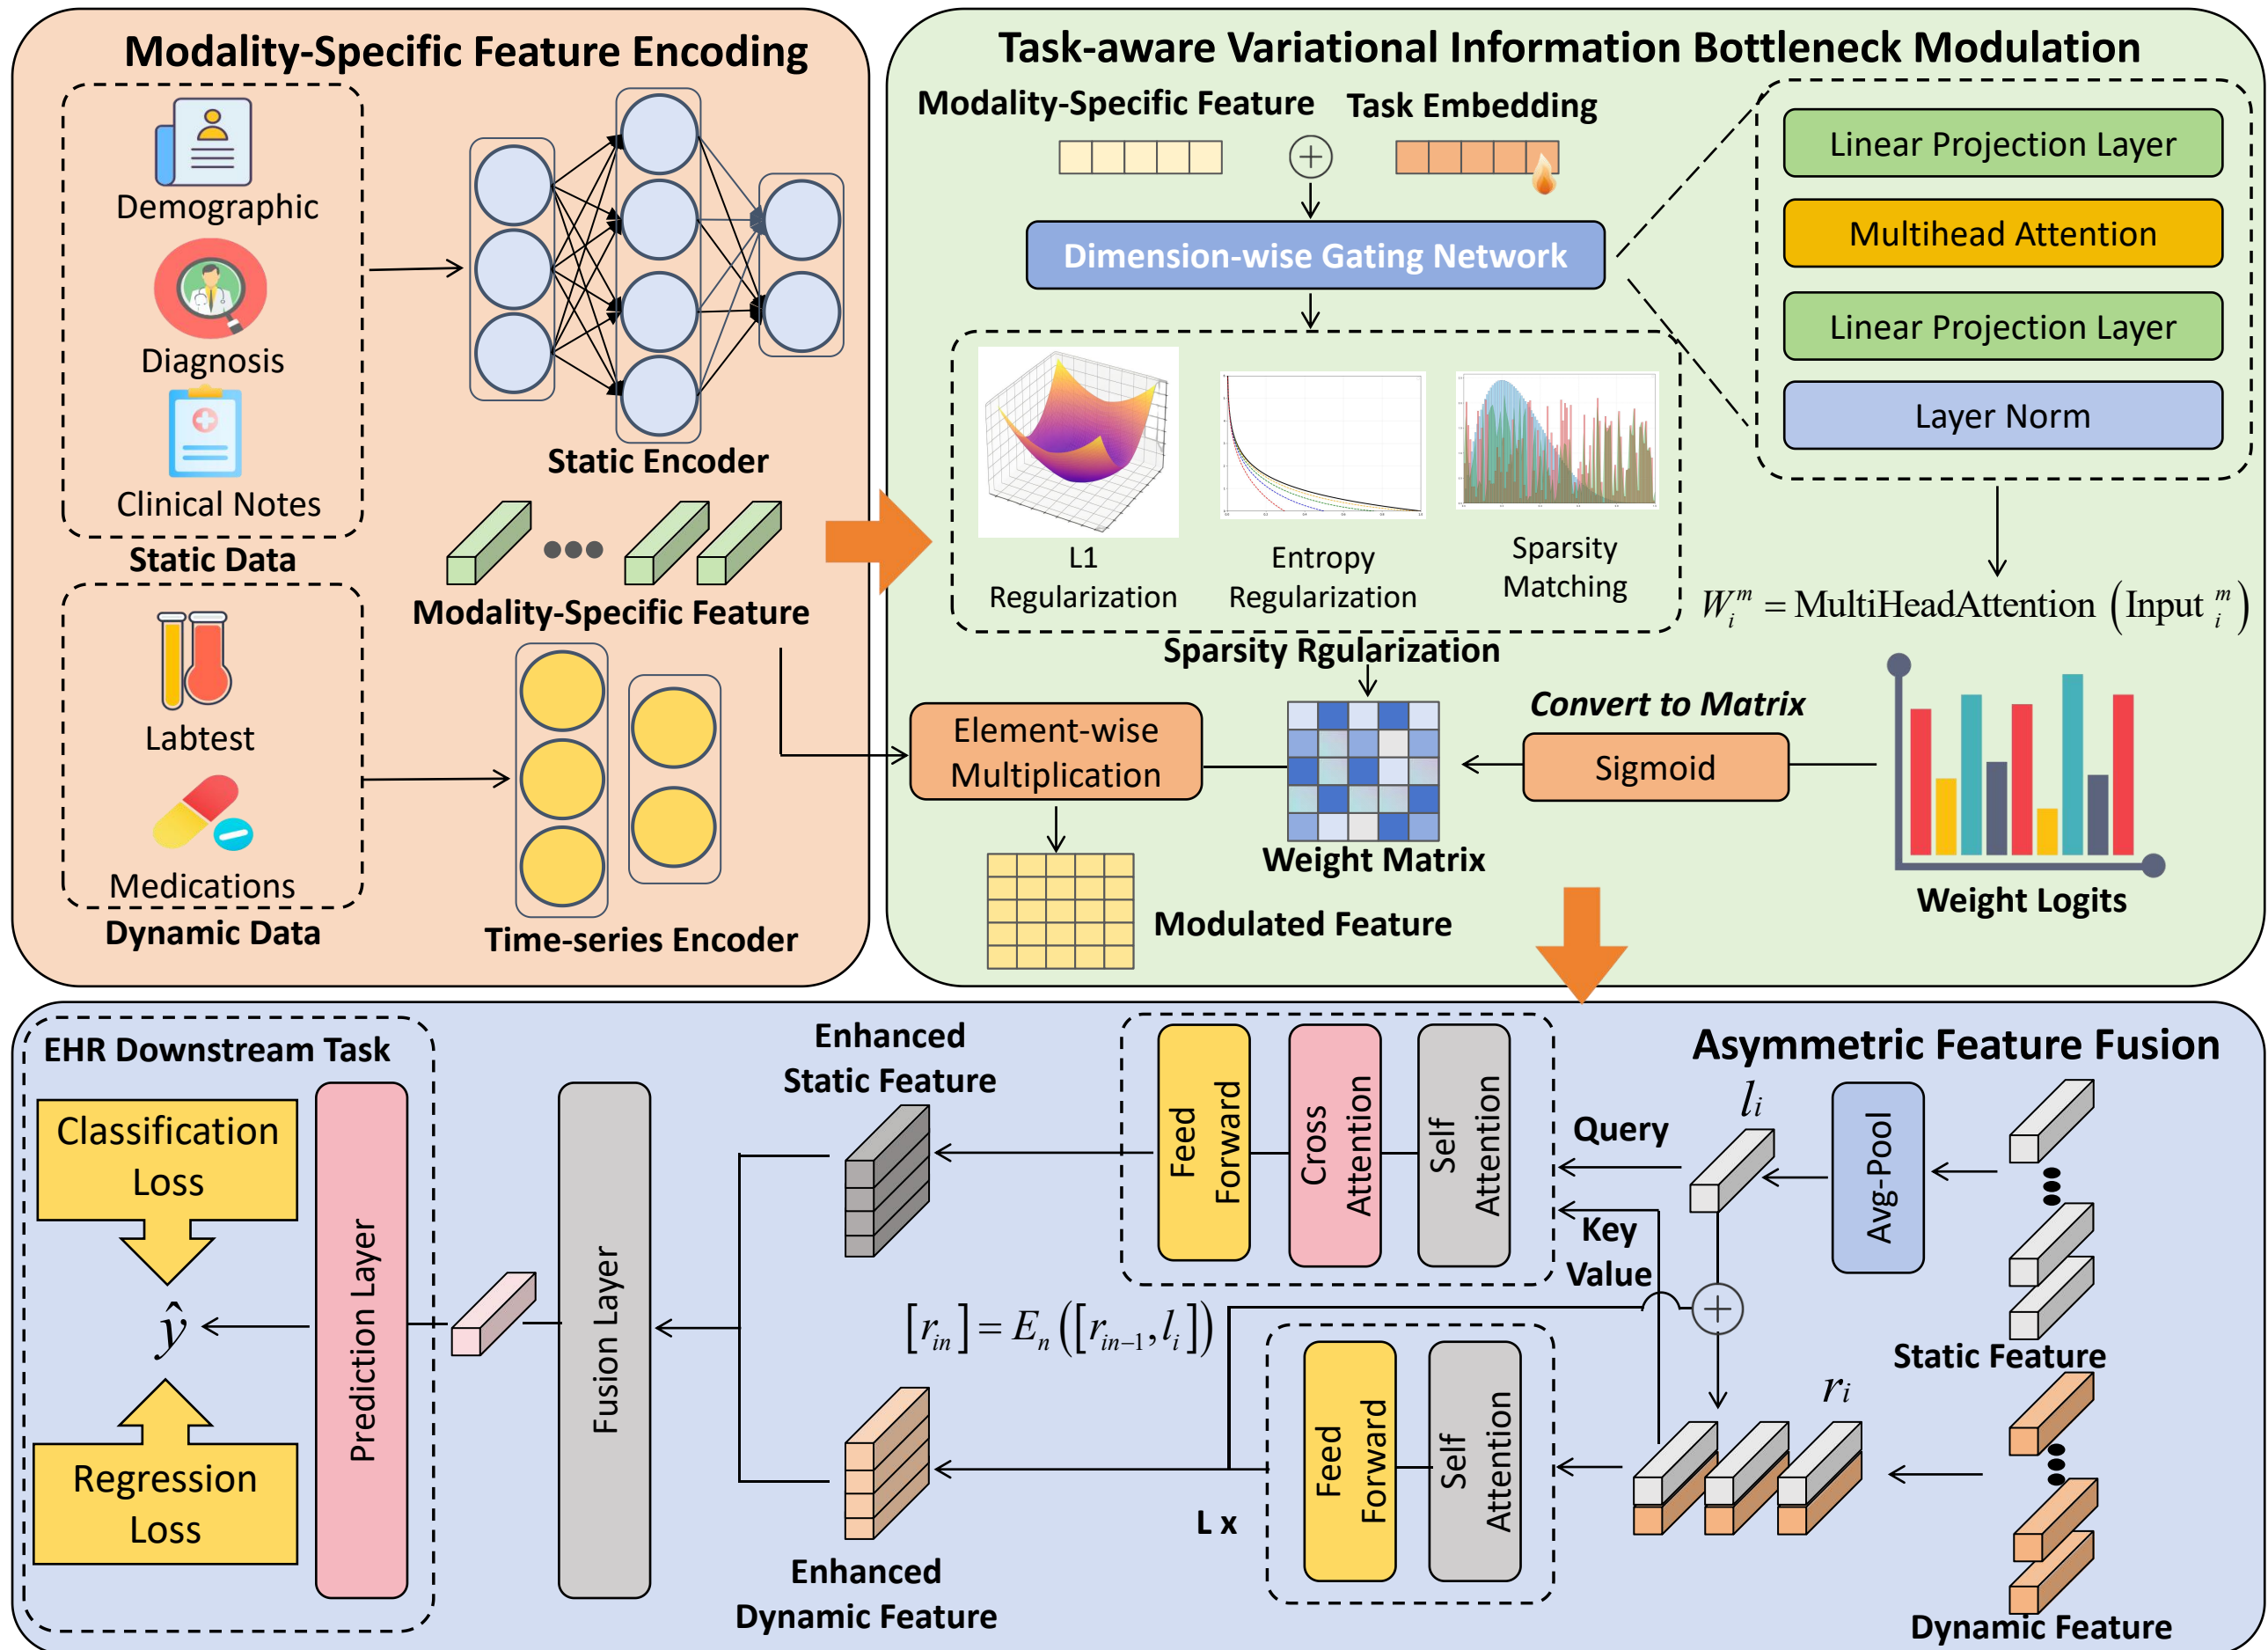 Modality-Specific Feature Encoding
Demographic
Diagnosis
Clinical Notes
Static Data
Static Encoder
Modality-Specific Feature
Labtest
Medications
Dynamic Data
Time-series Encoder
Task-aware Variational Information Bottleneck Modulation
Modality-Specific Feature
Task Embedding
Dimension-wise Gating Network
Linear Projection Layer
Multihead Attention
Linear Projection Layer
Layer Norm
L1
Regularization
Entropy
Regularization
Sparsity
Matching
Sparsity Rgularization
W_i^m = MultiHeadAttention (Input _i^m)
Element-wise
Multiplication
Convert to Matrix
Sigmoid
Weight Matrix
Weight Logits
Modulated Feature
Asymmetric Feature Fusion
EHR Downstream Task
Classification
Loss
ŷ
Regression
Loss
Prediction Layer
Fusion Layer
Enhanced
Static Feature
Feed
Forward
Cross
Attention
Self
Attention
Query
Key
Value
l_i
Avg-Pool
Static Feature
[r_{in}] = E_n([r_{in-1}, l_i])
Enhanced
Dynamic Feature
L x
Feed
Forward
Self
Attention
r_i
Dynamic Feature